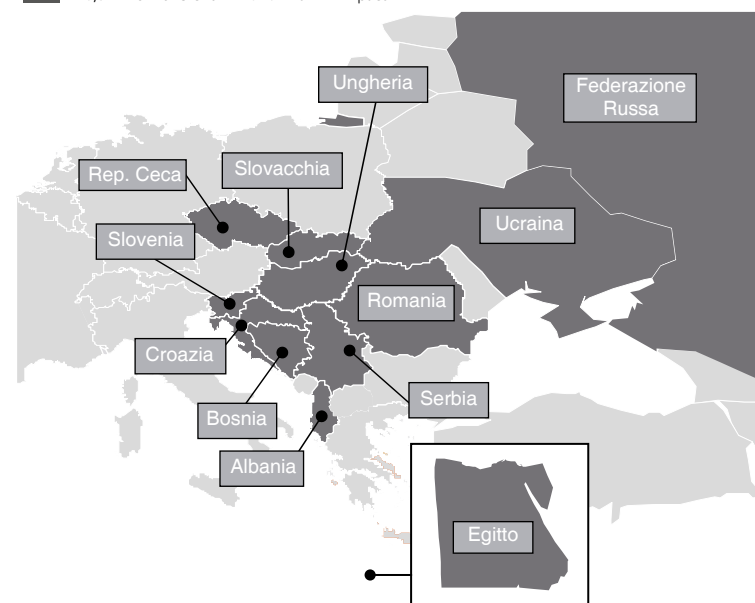 Ungheria
Federazione
Russa
Rep. Ceca
Slovacchia
Slovenia
Ucraina
Romania
Croazia
Serbia
Bosnia
Albania
Egitto